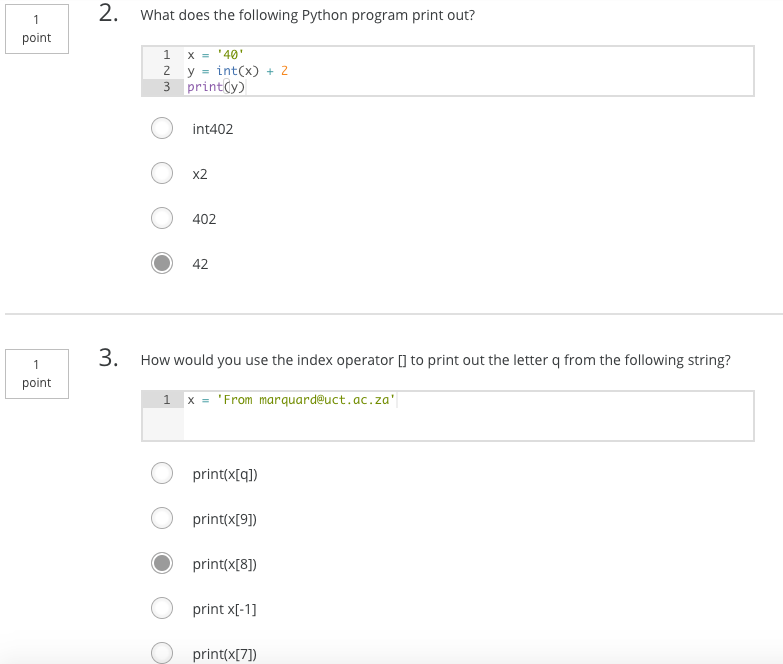 1
point
2. What does the following Python program print out?
1 x = '40'
2 y = int(x) + 2
3 print(y)
int402
x2
402
42
1
point
3. How would you use the index operator [] to print out the letter q from the following string?
1 x = 'From marquard@uct.ac.za'
print(x[q])
print(x[9])
print(x[8])
print x[-1]
print(x[7])